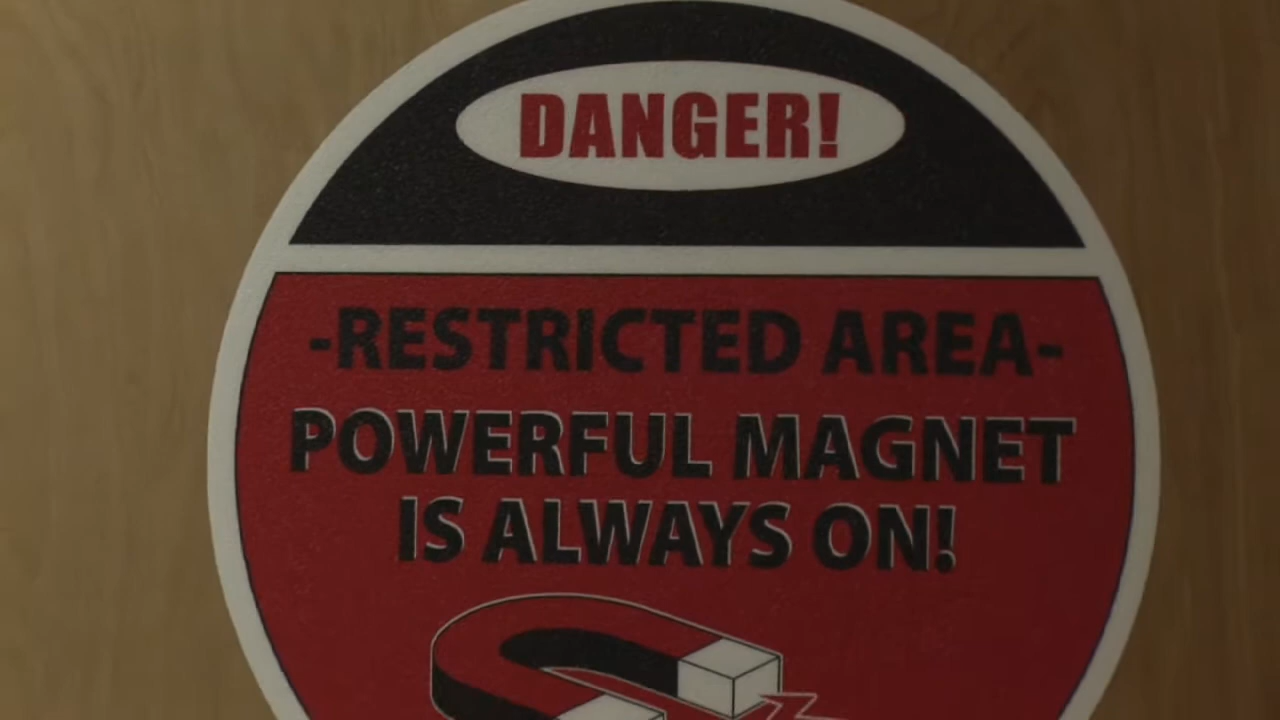 DANGER!
-RESTRICTED AREA-
POWERFUL MAGNET
IS ALWAYS ON!